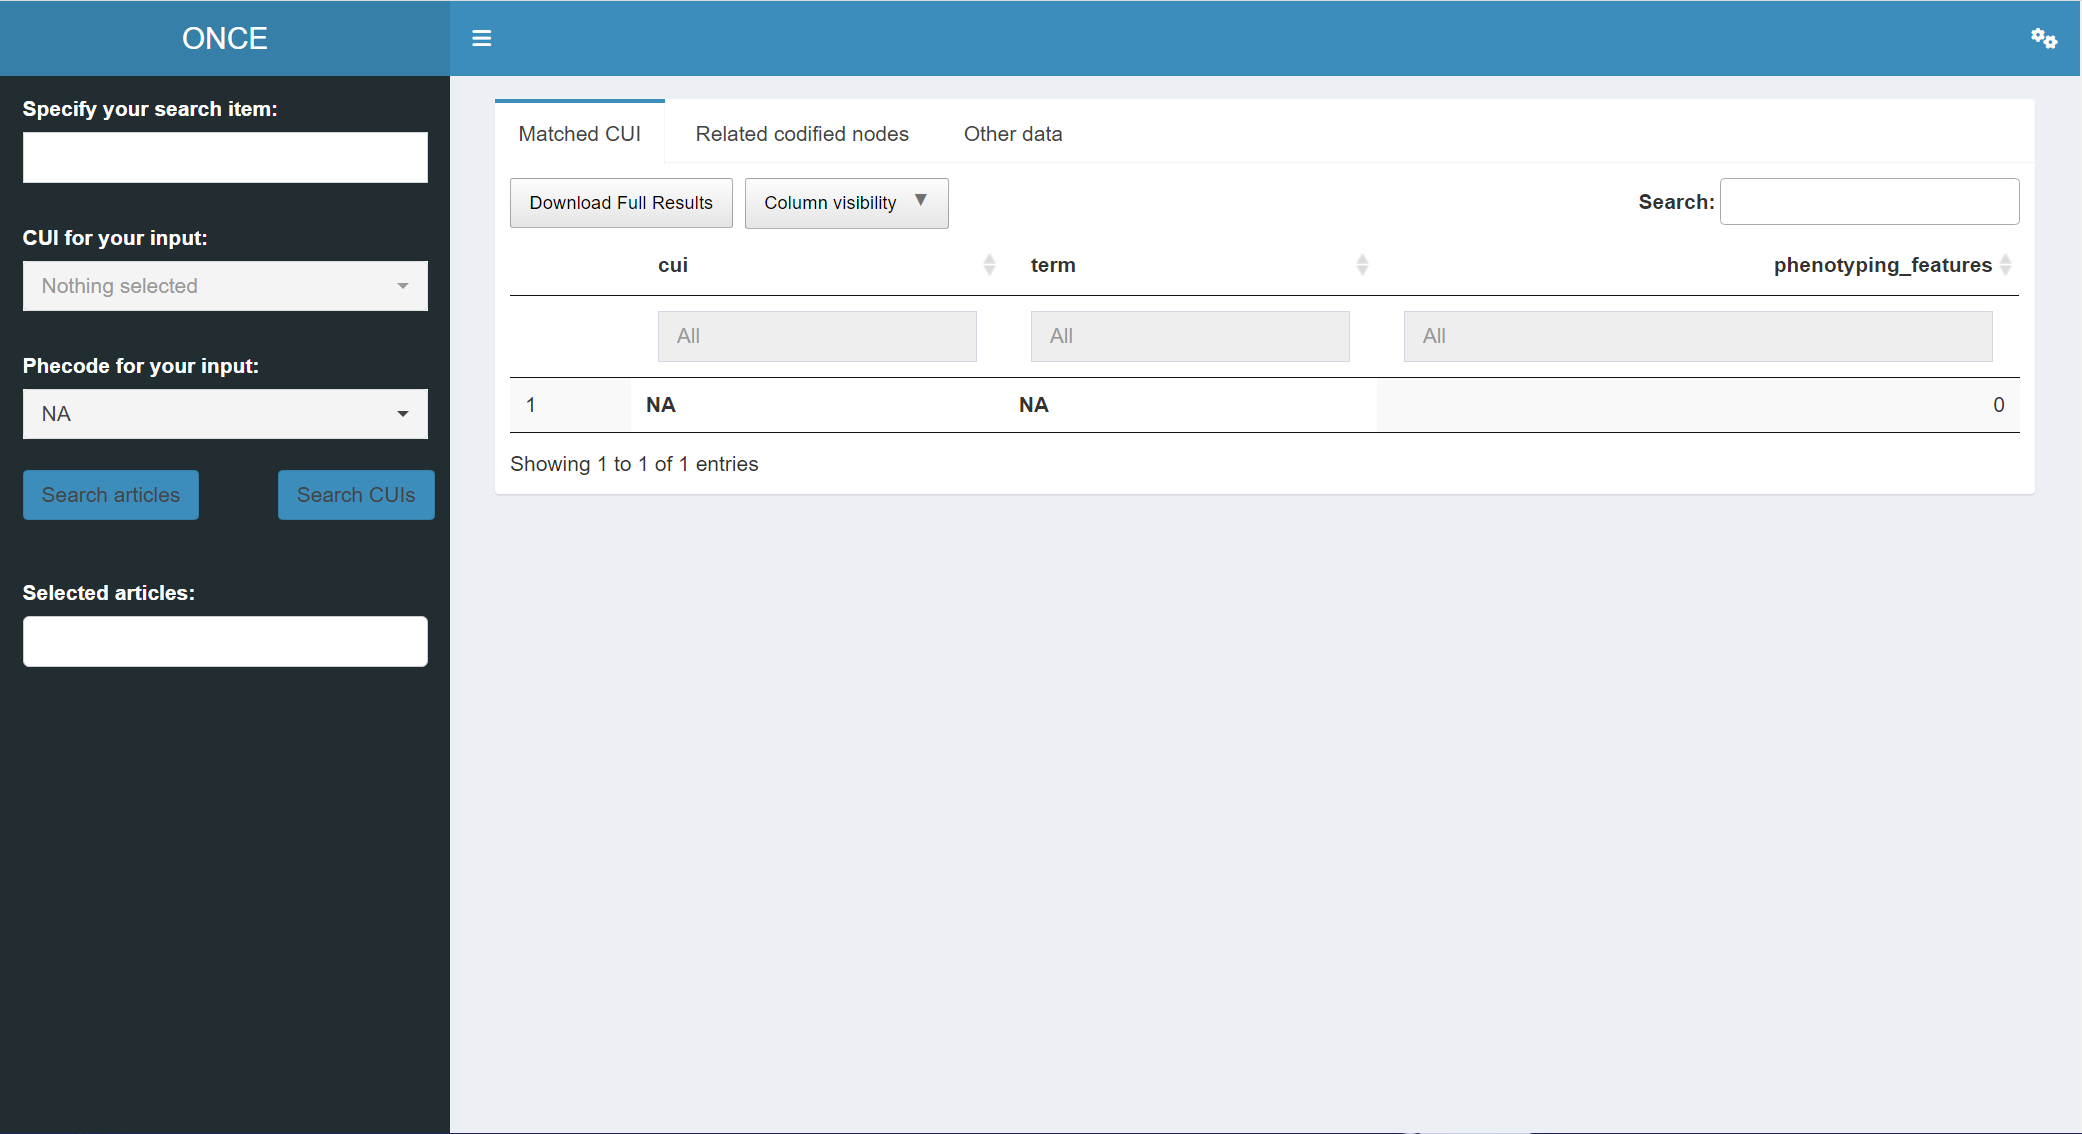 ONCE
Specify your search item:
CUI for your input:
Nothing selected
Phecode for your input:
NA
Search articles
Search CUIs
Selected articles:
Matched CUI
Related codified nodes
Other data
Download Full Results
Column visibility ▼
Search:
cui
term
phenotyping_features
All
All
All
1
NA
NA
0
Showing 1 to 1 of 1 entries